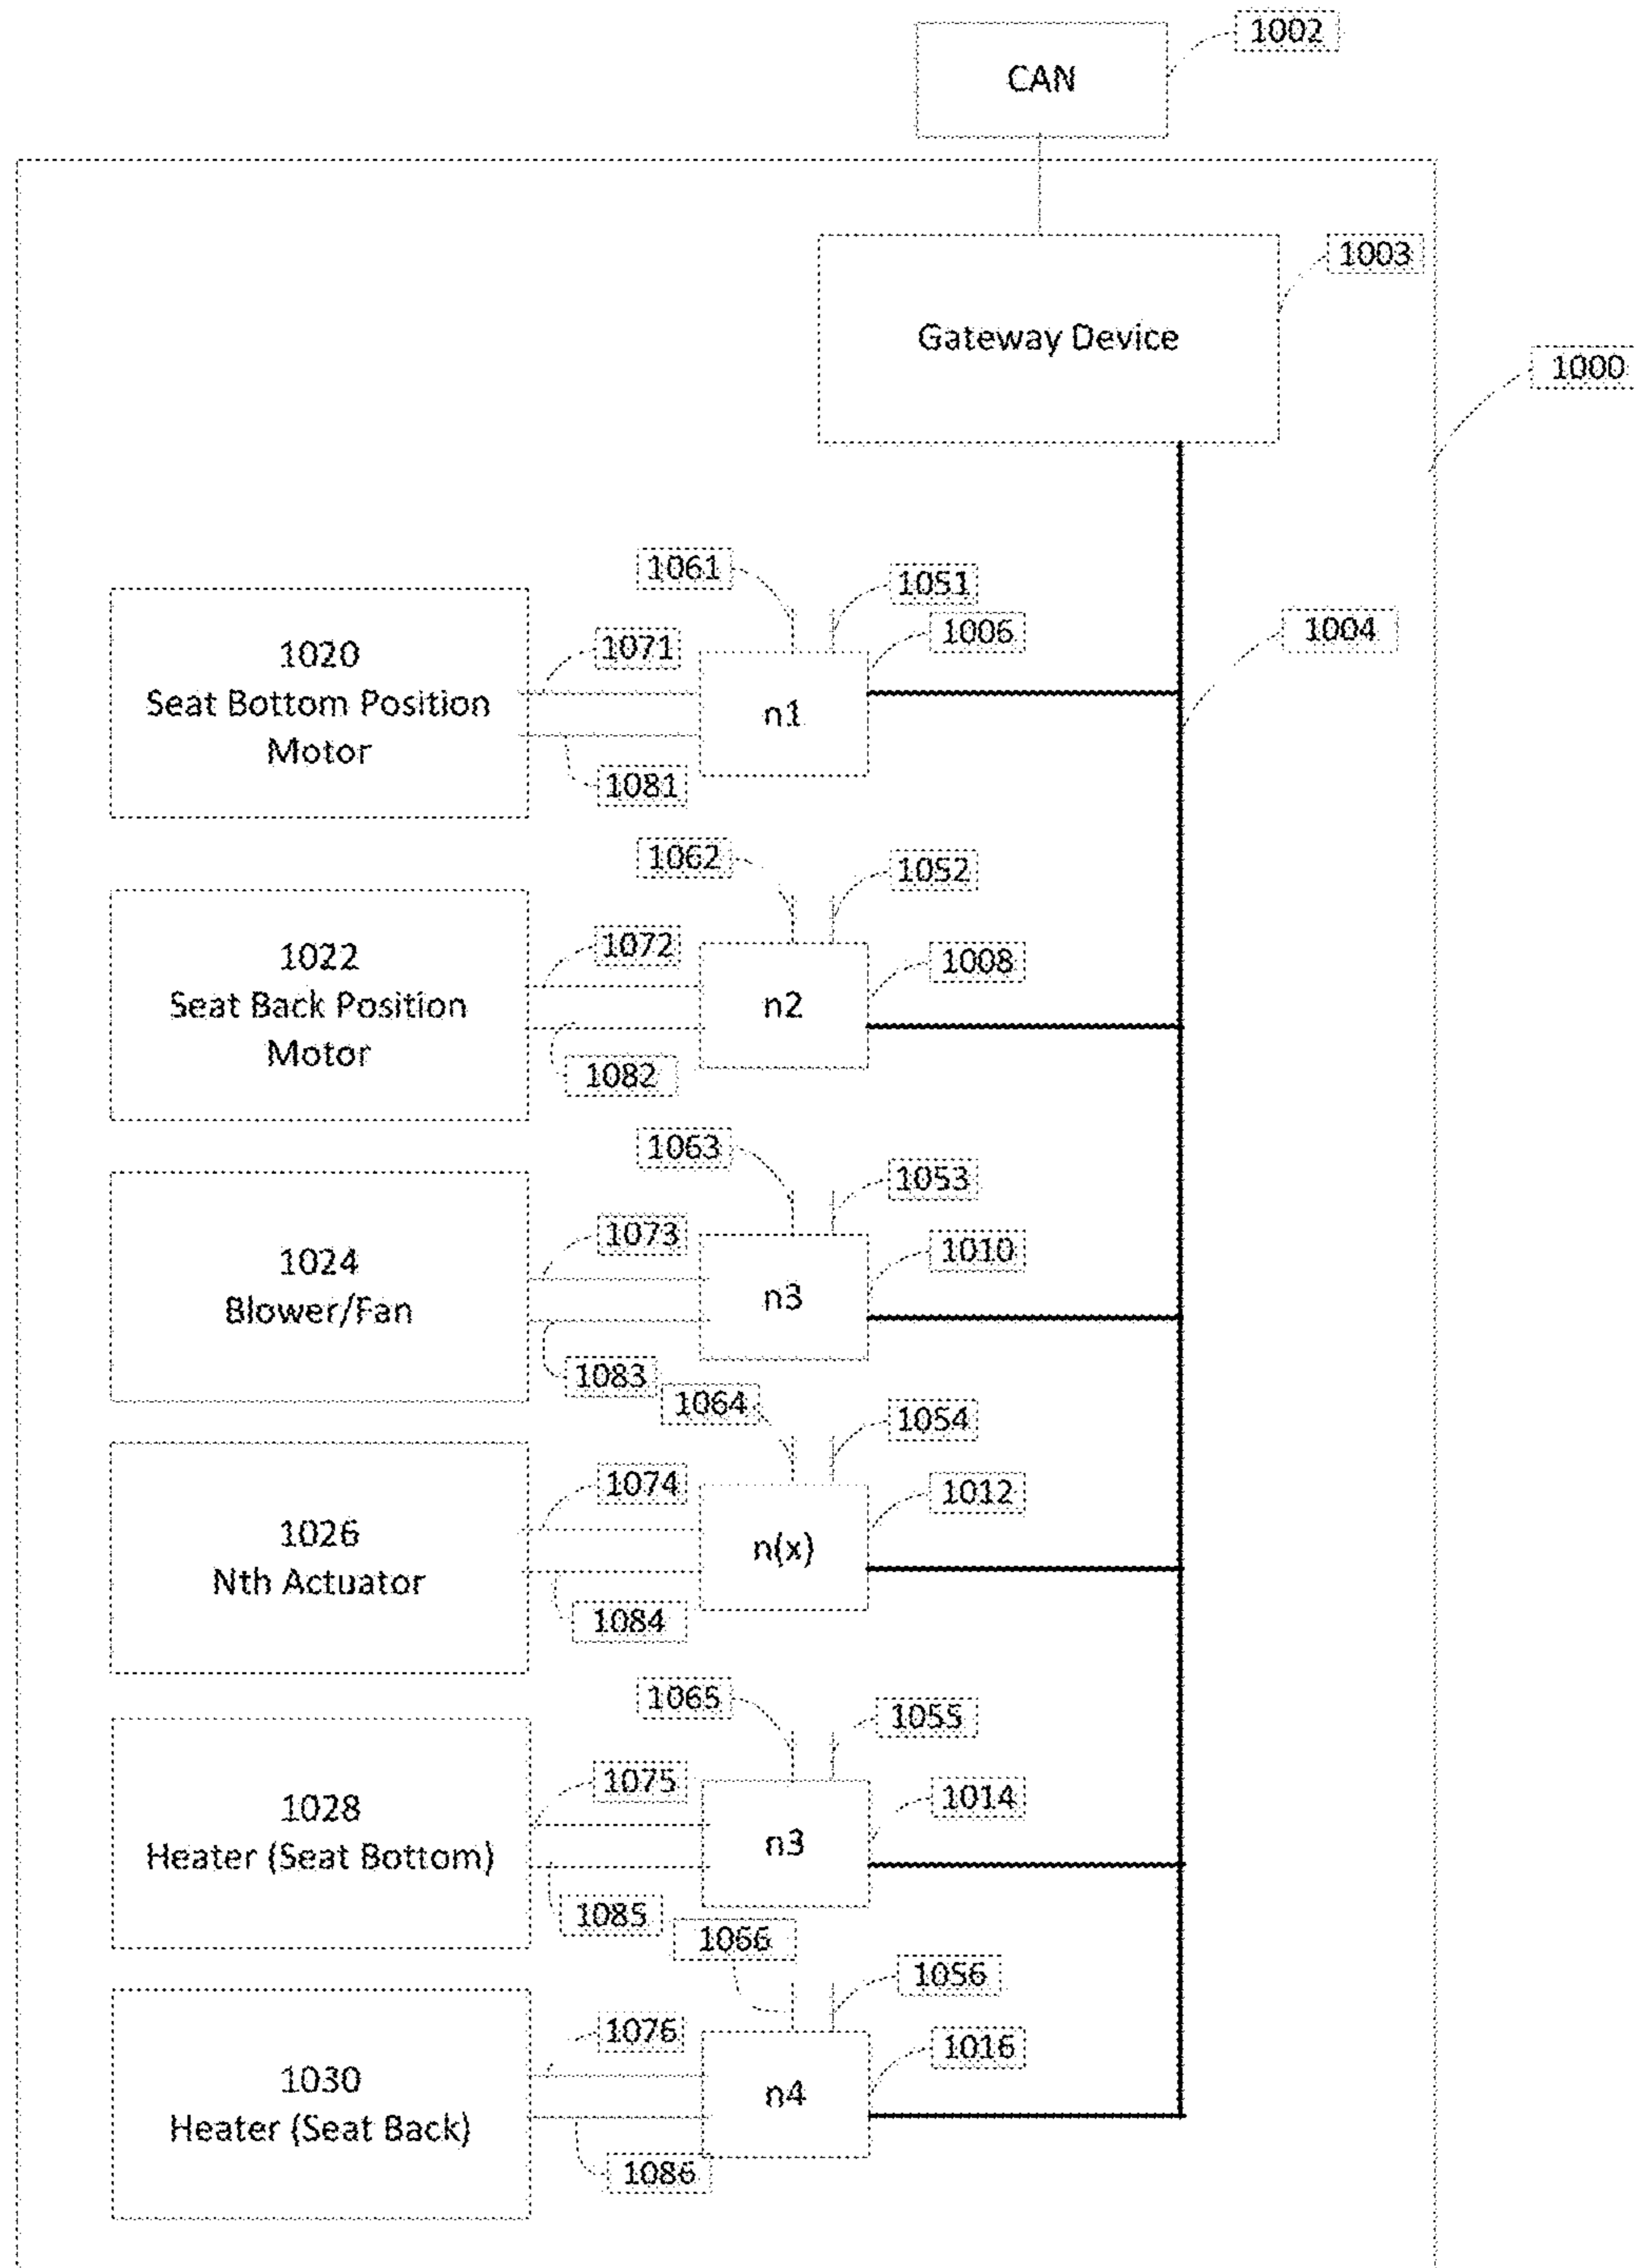 1002
CAN
1003
Gateway Device
1000
1061
1051
1006
1004
1020
Seat Bottom Position
Motor
1071
n1
1081
1062
1052
1022
Seat Back Position
Motor
1072
1008
n2
1082
1063
1053
1024
Blower/Fan
1073
1010
n3
1083
1064
1054
1026
Nth Actuator
1074
1012
n(x)
1084
1065
1055
1028
Heater (Seat Bottom)
1075
1014
n3
1085
1066
1056
1030
Heater (Seat Back)
1076
1016
n4
1086